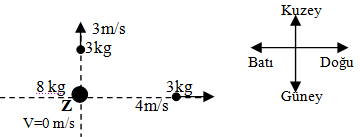 3m/s
3kg
8 kg
Z
V=0 m/s
3kg
4m/s
Kuzey
Batı
Doğu
Güney